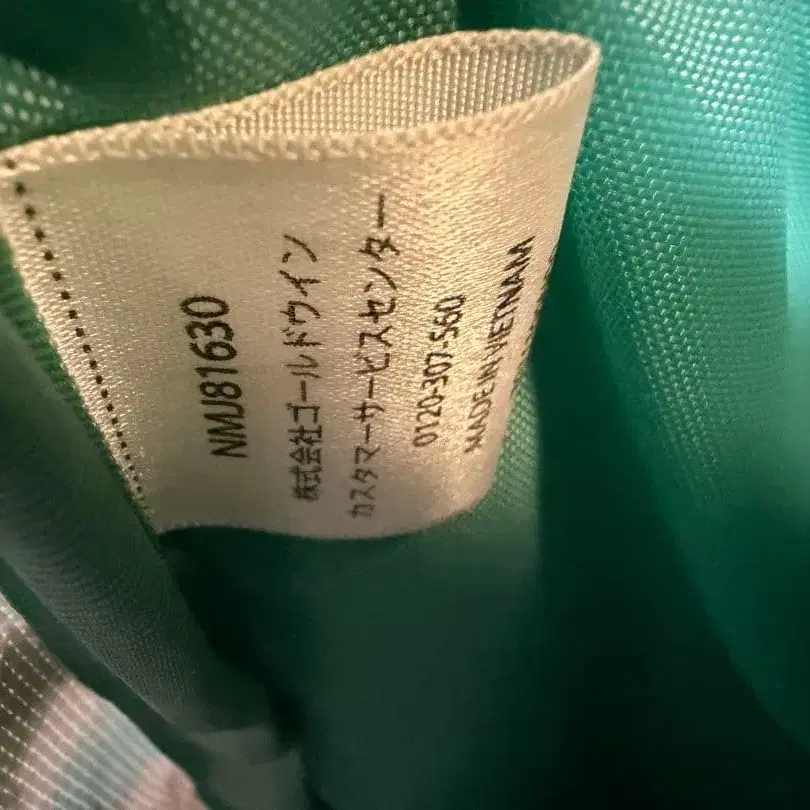 NMJ81630
株式会社ゴールドウイン
カスタマーサービスセンター
0120-307-560
MADE IN VIETNAM